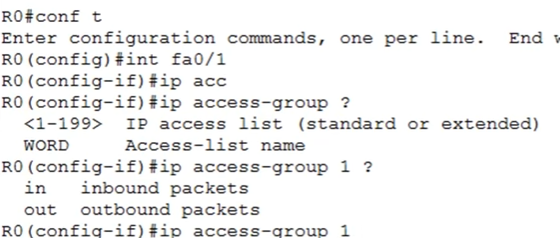 R0#conf t
Enter configuration commands, one per line.  End
R0(config)#int fa0/1
R0(config-if)#ip acc
R0(config-if)#ip access-group ?
  <1-199>  IP access list (standard or extended)
  WORD     Access-list name
R0(config-if)#ip access-group 1 ?
  in   inbound packets
  out  outbound packets
R0(config-if)#ip access-group 1